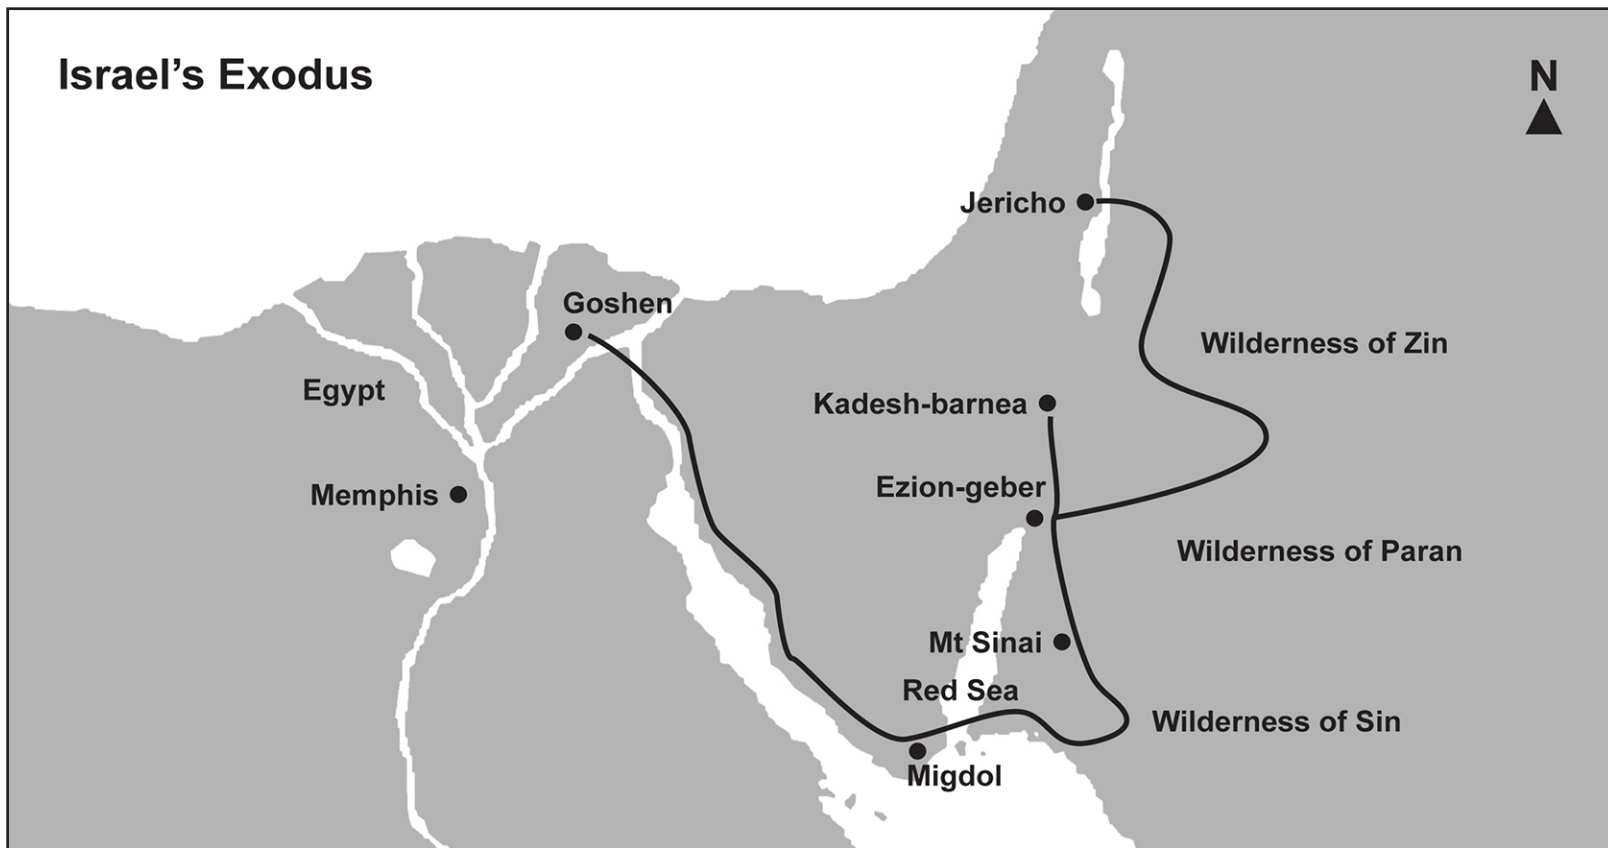 Israel’s Exodus
N
Jericho
Goshen
Wilderness of Zin
Egypt
Kadesh-barnea
Ezion-geber
Memphis
Wilderness of Paran
Mt Sinai
Red Sea
Wilderness of Sin
Migdol